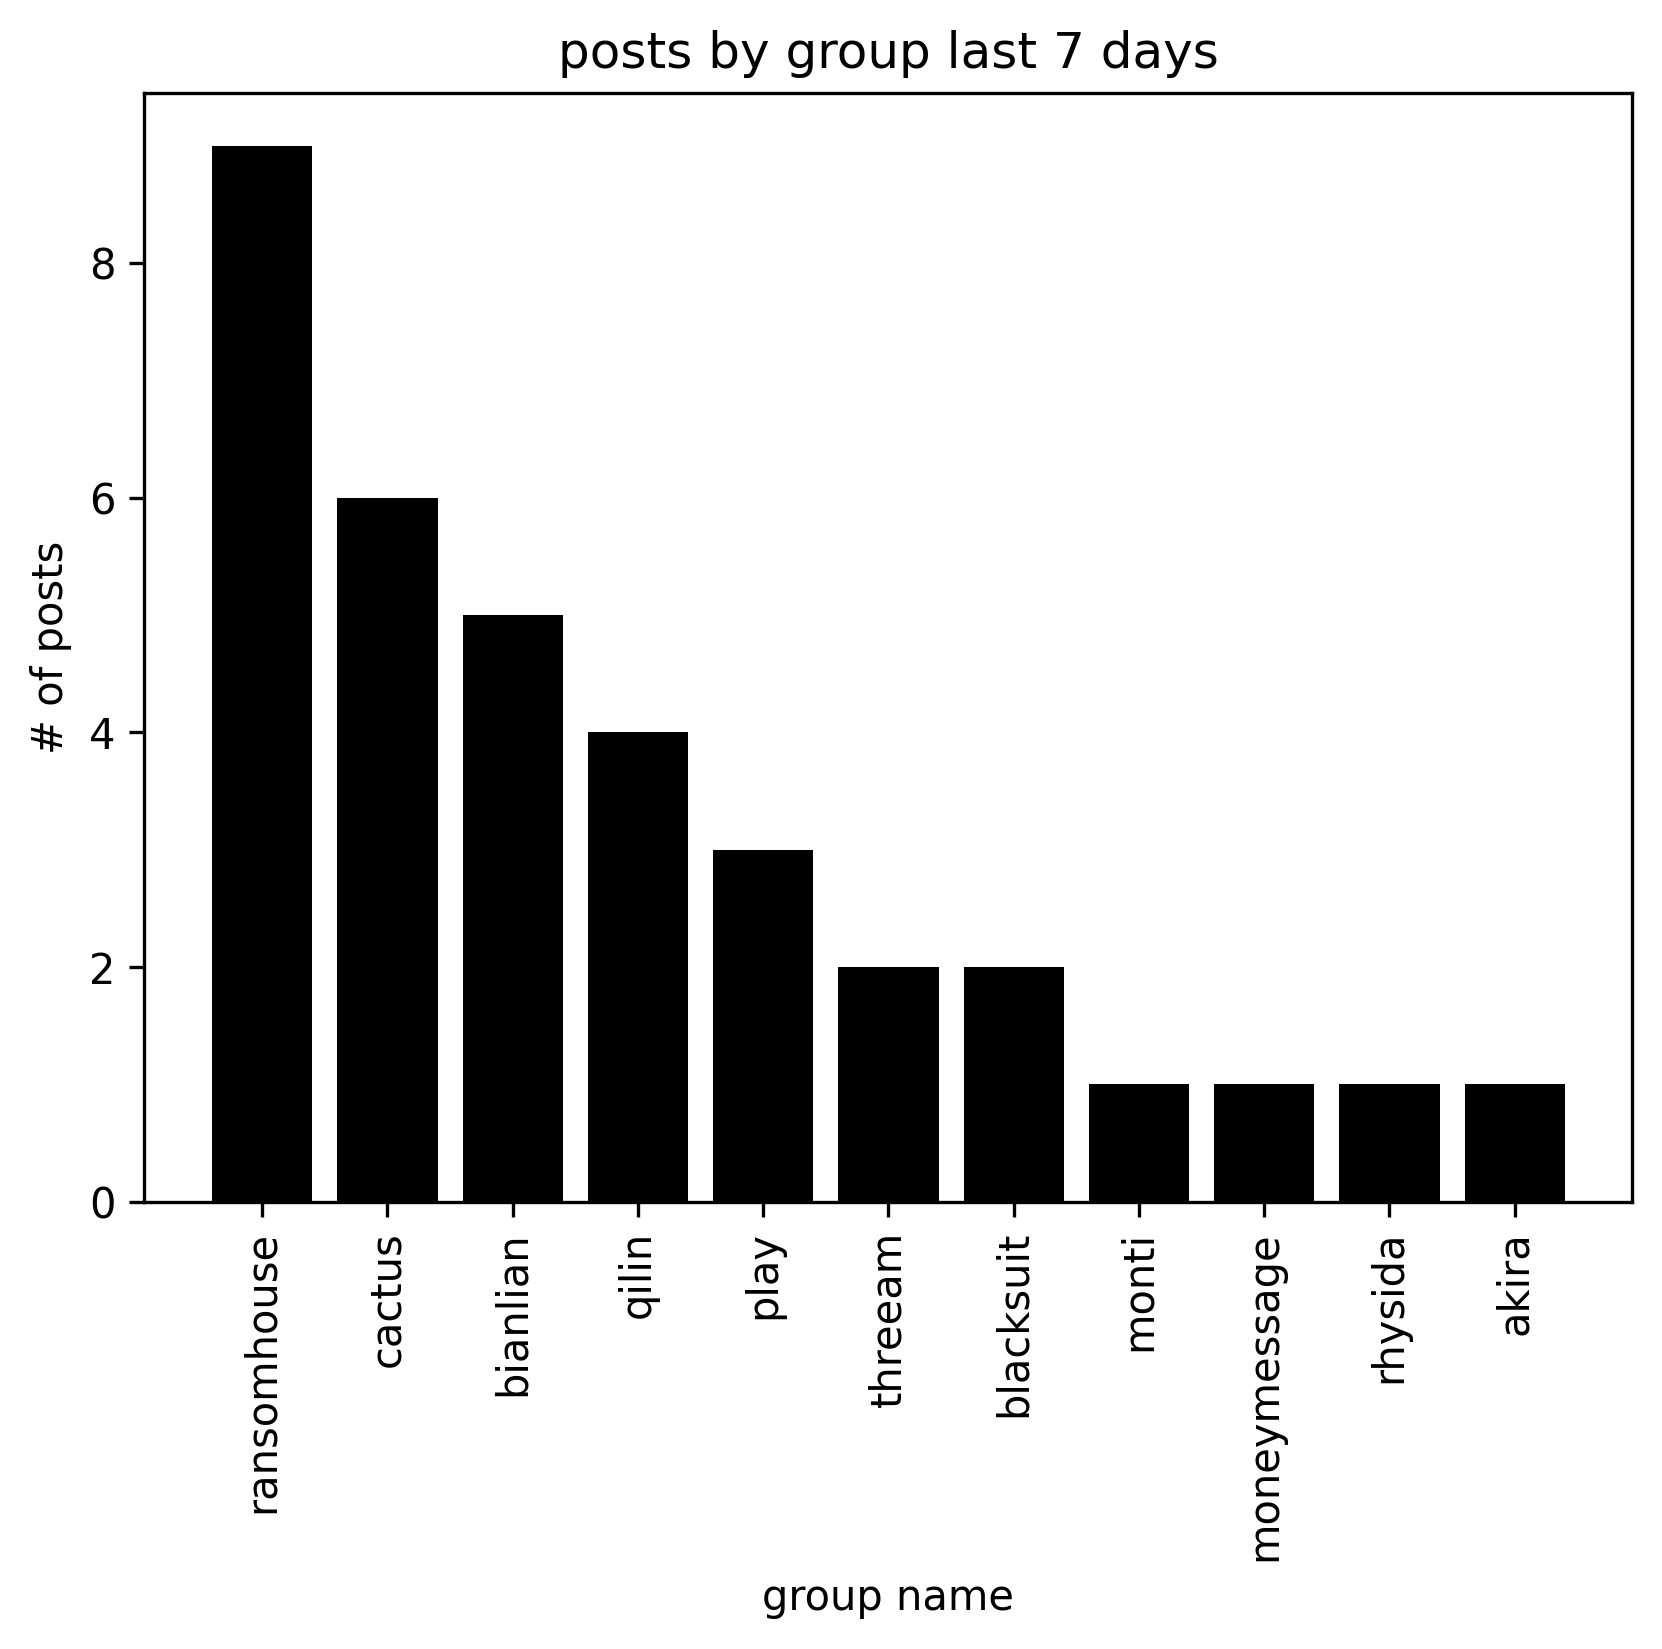 posts by group last 7 days
# of posts
8
6
4
2
0
ransomhouse
cactus
bianlian
qilin
play
threeam
blacksuit
monti
moneymessage
rhysida
akira
group name